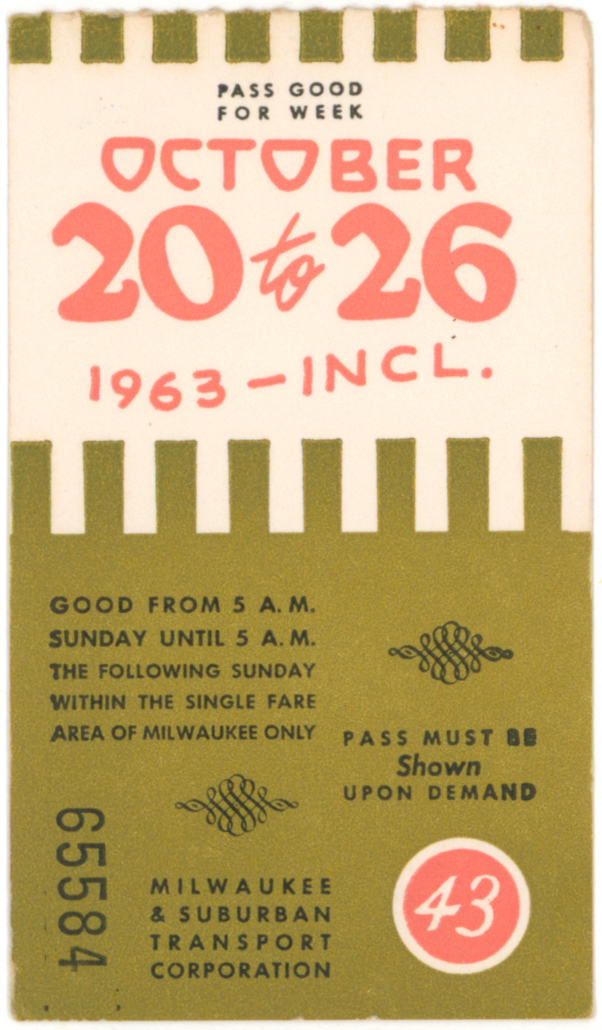 PASS GOOD
FOR WEEK
OCTOBER
20 to 26
1963-INCL.
GOOD FROM 5 A.M.
SUNDAY UNTIL 5 A.M.
THE FOLLOWING SUNDAY
WITHIN THE SINGLE FARE
AREA OF MILWAUKEE ONLY
PASS MUST BE
Shown
UPON DEMAND
65584
MILWAUKEE
& SUBURBAN
TRANSPORT
CORPORATION
43